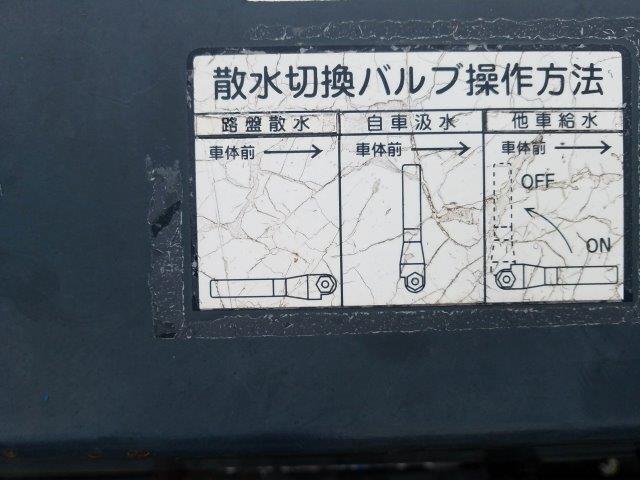 散水切換バルブ操作方法
路盤散水 自車汲水 他車給水
車体前 車体前 車体前
OFF
ON